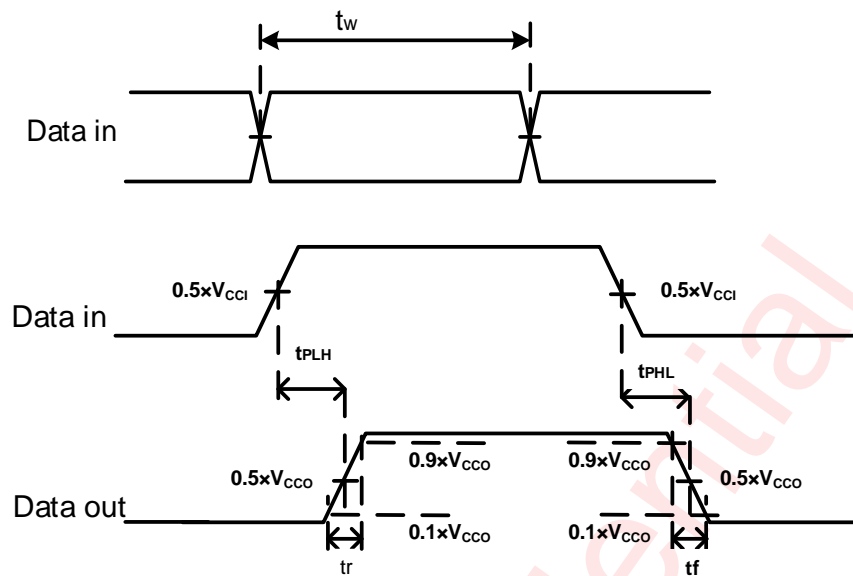 tw
Data in
0.5×VCCI
0.5×VCCI
Data in
tPLH
tPHL
0.9×VCCO
0.9×VCCO
0.5×VCCO
0.5×VCCO
Data out
0.1×VCCO
0.1×VCCO
tr
tf
ential